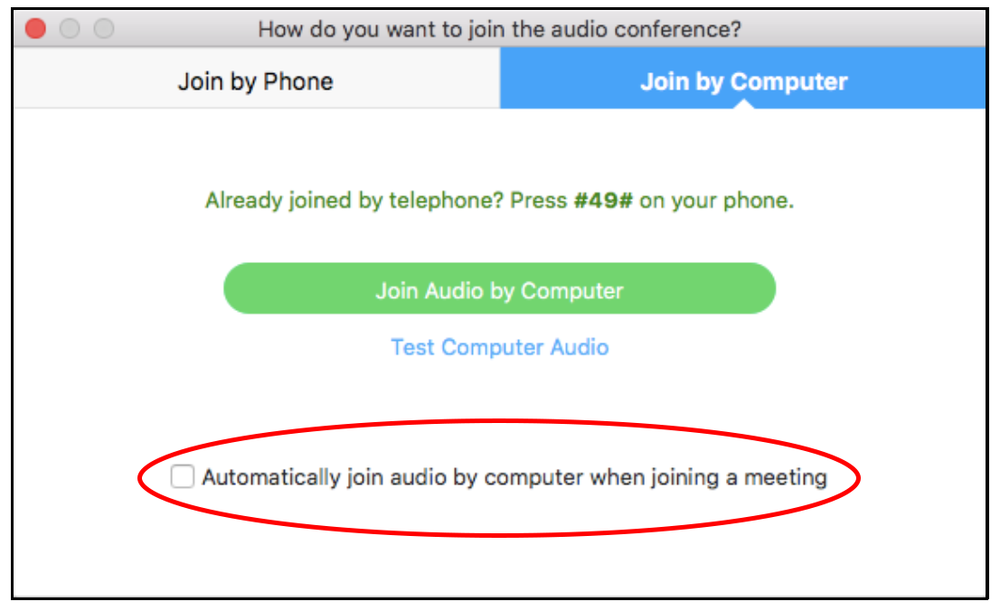 How do you want to join the audio conference?
Join by Phone
Join by Computer
Already joined by telephone? Press #49# on your phone.
Join Audio by Computer
Test Computer Audio
Automatically join audio by computer when joining a meeting